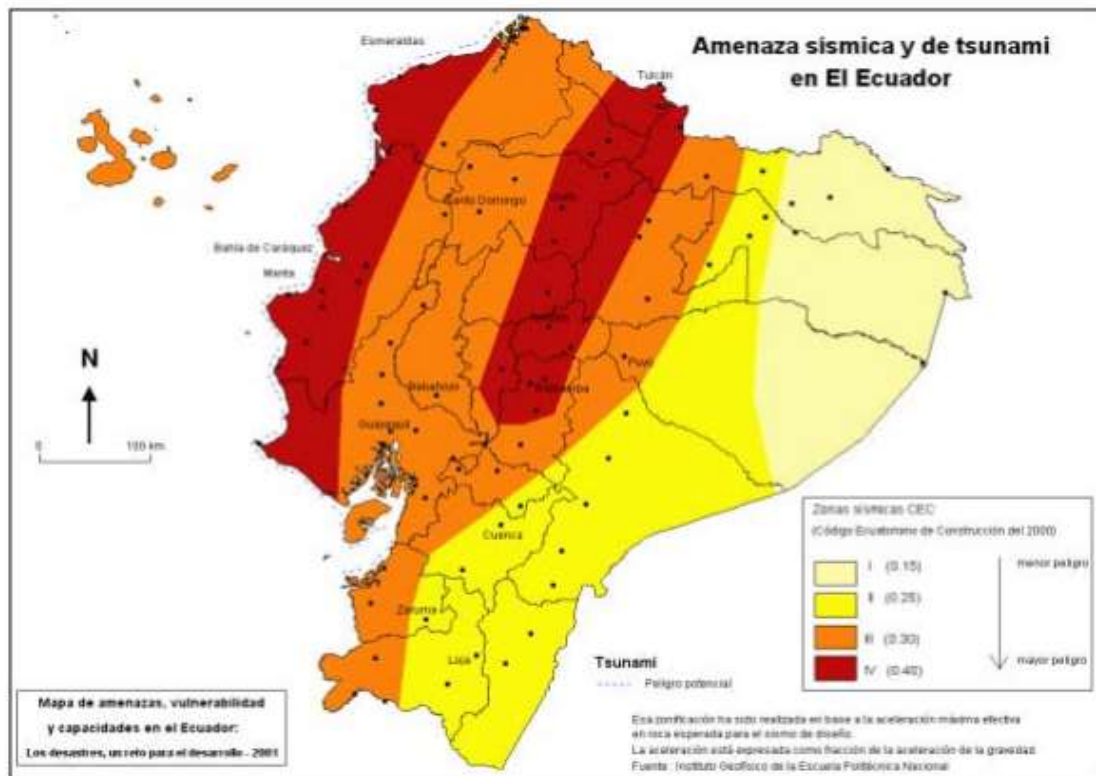 Amenaza sísmica y de tsunami
en El Ecuador
Esmeraldas
Tulcán
Santo Domingo
Quito
Bahía de Caráquez
Manta
Ambato
Riobamba
Puyo
Babahoyo
Guayaquil
Cuenca
Zaruma
Loja
N
0 100 km
Zonas sísmicas CEC
(Código Ecuatoriano de Construcción del 2000)
I (0.15)
II (0.25)
III (0.30)
IV (0.40)
menor peligro
mayor peligro
Tsunami
Peligro potencial
Mapa de amenazas, vulnerabilidad
y capacidades en el Ecuador:
Los desastres, un reto para el desarrollo - 2001
Esa zonificación ha sido realizada en base a la aceleración máxima efectiva
en roca esperada para el sismo de diseño.
La aceleración está expresada como fracción de la aceleración de la gravedad.
Fuente : Instituto Geofísico de la Escuela Politécnica Nacional